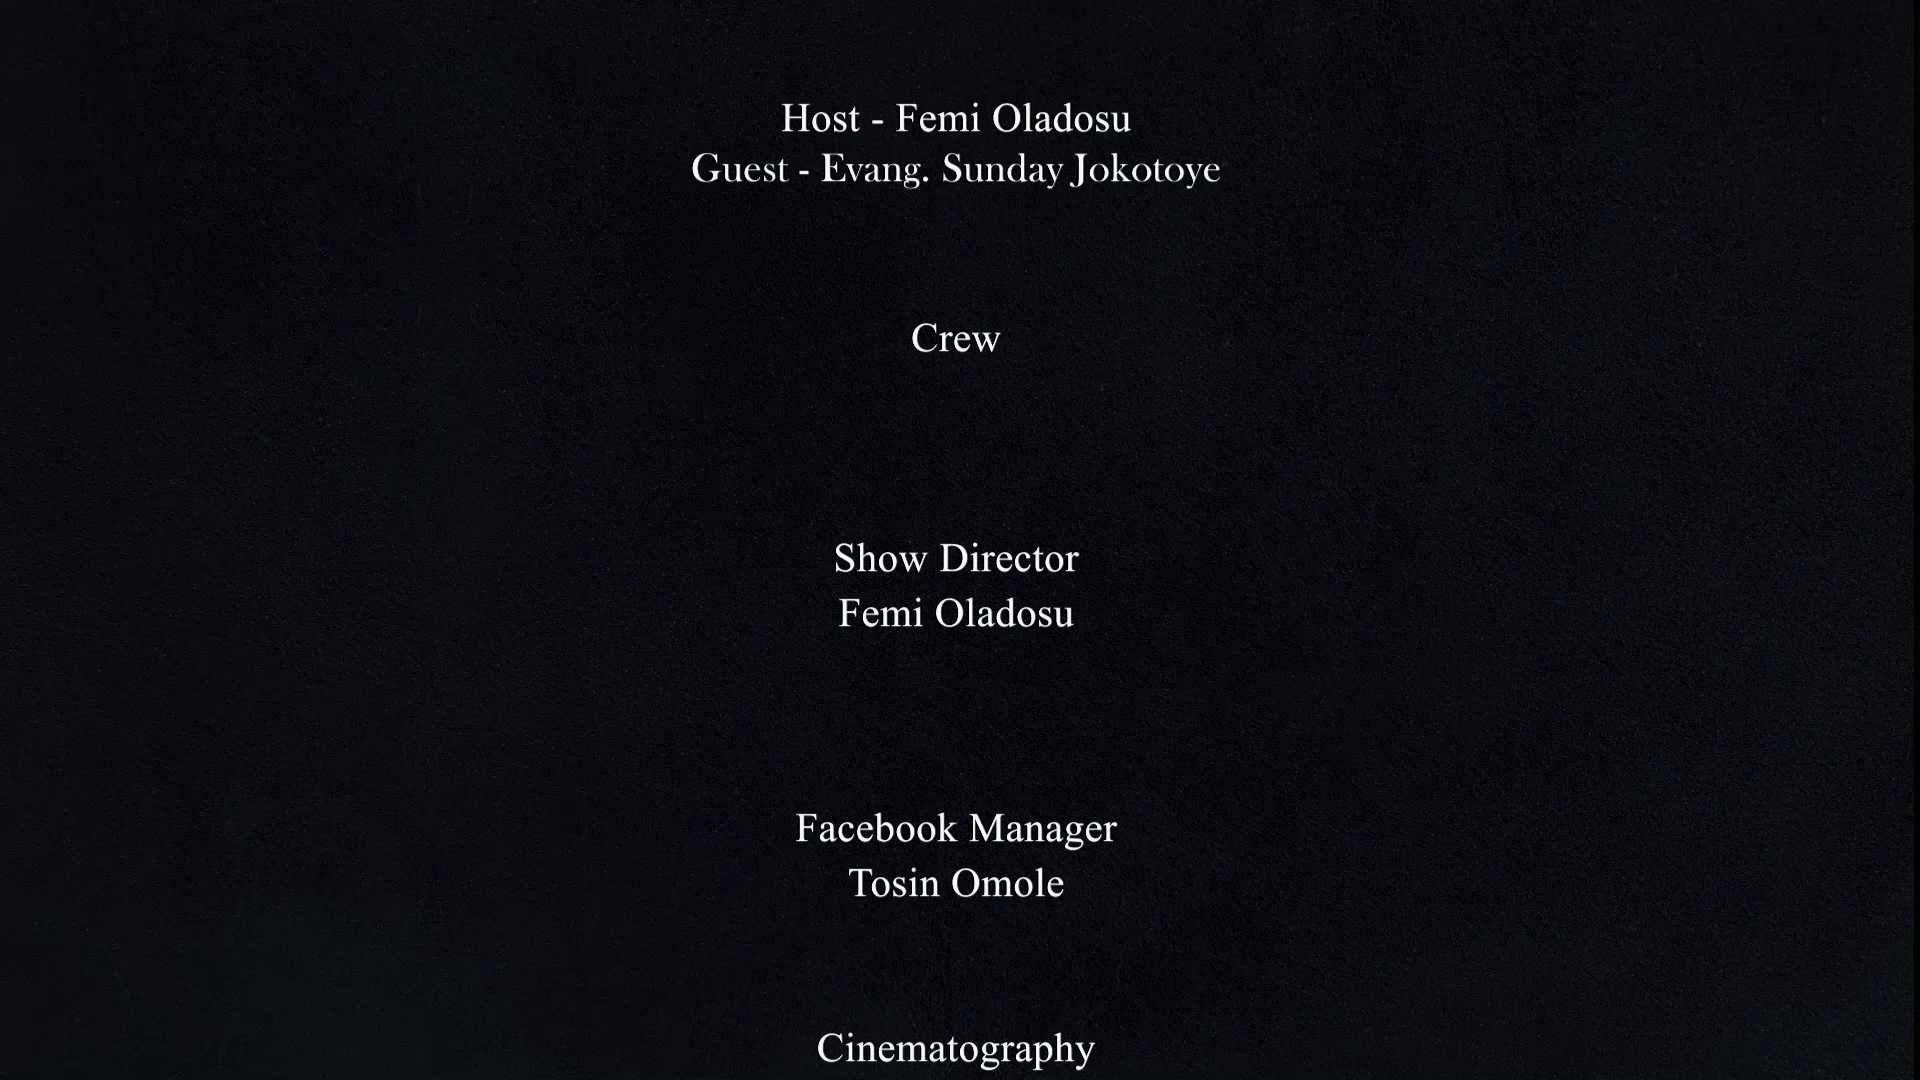 Host - Femi Oladosu
Guest - Evang. Sunday Jokotoye
Crew
Show Director
Femi Oladosu
Facebook Manager
Tosin Omole
Cinematography